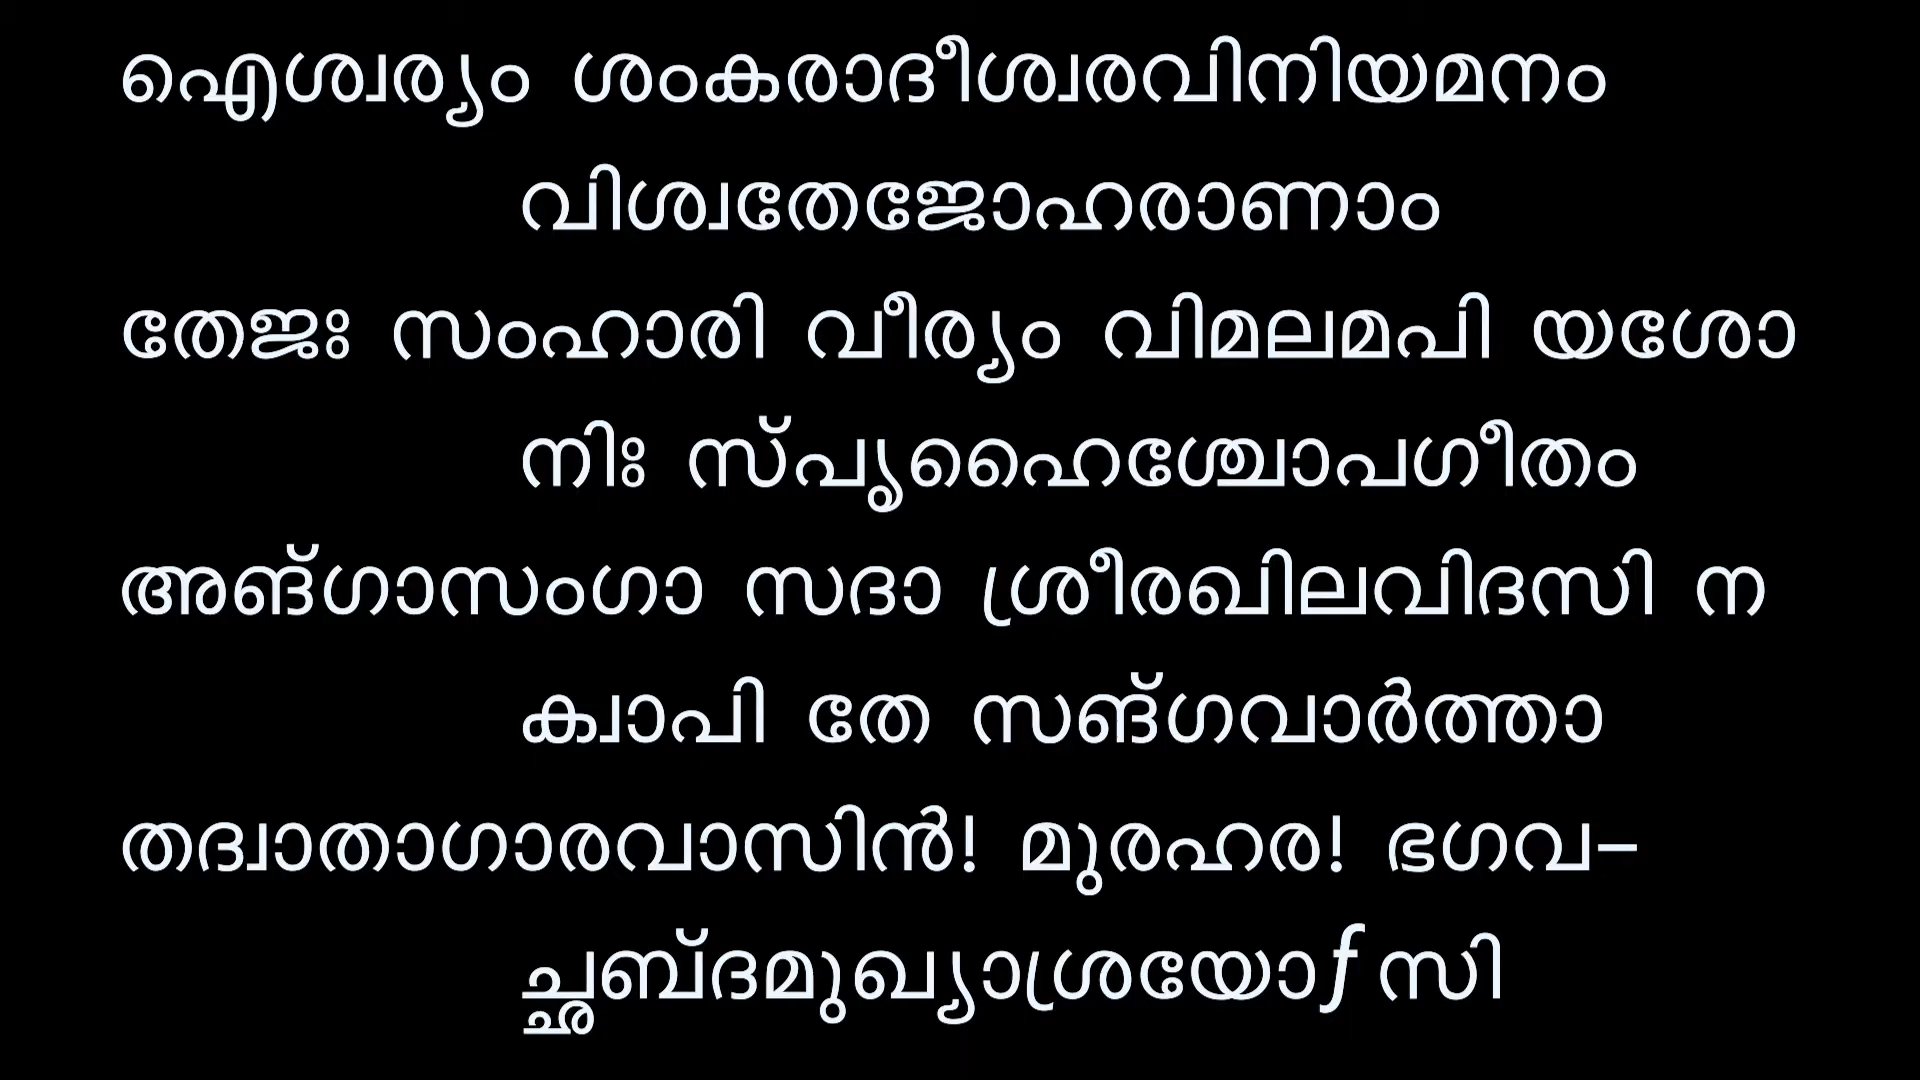 ഐശ്വര്യം ശംകരാദീശ്വരവിനിയമനം
വിശ്വതേജോഹരാണാം
തേജഃ സംഹാരി വീര്യം വിമലമപി യശോ
നിഃ സ്പൃഹൈശ്ചോപഗീതം
അങ്ഗാസംഗാ സദാ ശ്രീരഖിലവിദസി ന
ക്വാപി തേ സങ്ഗവാർത്താ
തദ്വാതാഗാരവാസിൻ! മുരഹര! ഭഗവ–
ച്ഛബ്ദമുഖ്യാശ്രയോƒസി